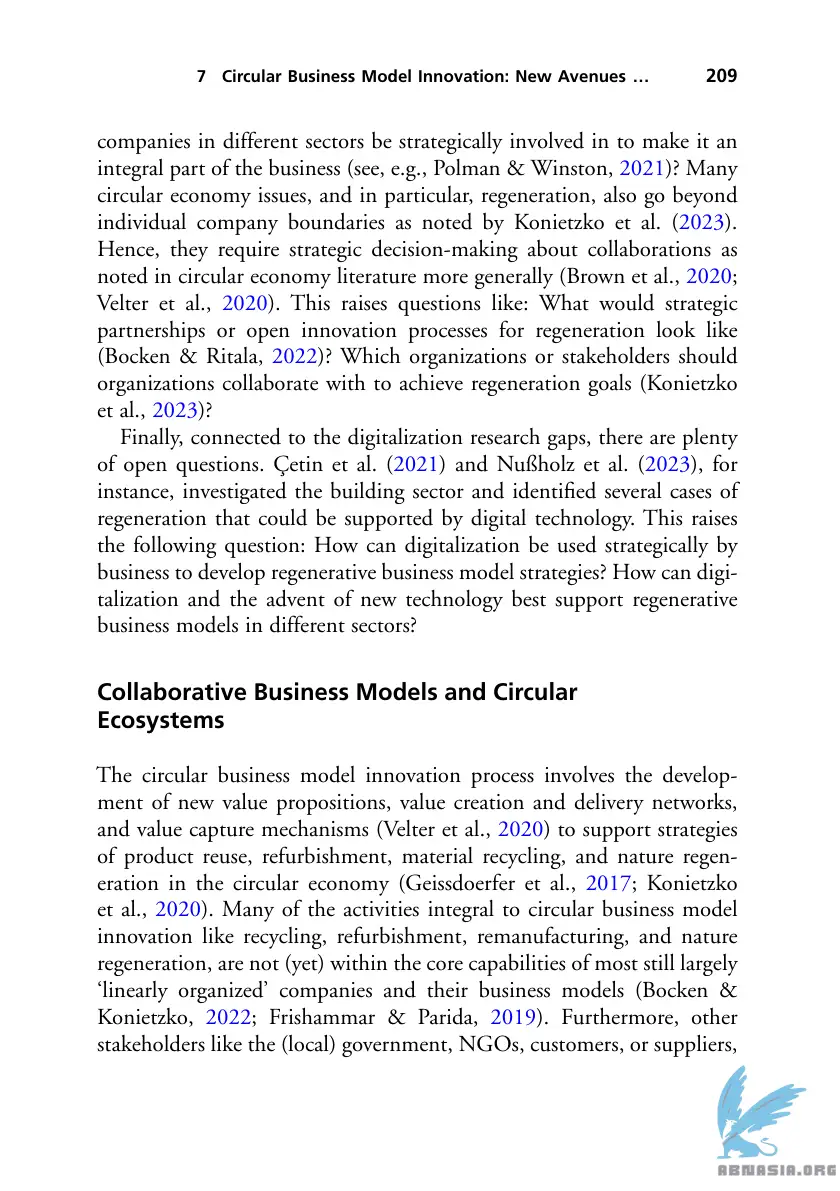 7 Circular Business Model Innovation: New Avenues … 209
companies in different sectors be strategically involved in to make it an
integral part of the business (see, e.g., Polman & Winston, 2021)? Many
circular economy issues, and in particular, regeneration, also go beyond
individual company boundaries as noted by Konietzko et al. (2023).
Hence, they require strategic decision-making about collaborations as
noted in circular economy literature more generally (Brown et al., 2020;
Velter et al., 2020). This raises questions like: What would strategic
partnerships or open innovation processes for regeneration look like
(Bocken & Ritala, 2022)? Which organizations or stakeholders should
organizations collaborate with to achieve regeneration goals (Konietzko
et al., 2023)?
Finally, connected to the digitalization research gaps, there are plenty
of open questions. Çetin et al. (2021) and Nußholz et al. (2023), for
instance, investigated the building sector and identified several cases of
regeneration that could be supported by digital technology. This raises
the following question: How can digitalization be used strategically by
business to develop regenerative business model strategies? How can digi-
talization and the advent of new technology best support regenerative
business models in different sectors?
Collaborative Business Models and Circular
Ecosystems
The circular business model innovation process involves the develop-
ment of new value propositions, value creation and delivery networks,
and value capture mechanisms (Velter et al., 2020) to support strategies
of product reuse, refurbishment, material recycling, and nature regen-
eration in the circular economy (Geissdoerfer et al., 2017; Konietzko
et al., 2020). Many of the activities integral to circular business model
innovation like recycling, refurbishment, remanufacturing, and nature
regeneration, are not (yet) within the core capabilities of most still largely
‘linearly organized’ companies and their business models (Bocken &
Konietzko, 2022; Frishammar & Parida, 2019). Furthermore, other
stakeholders like the (local) government, NGOs, customers, or suppliers,
ABNASIA.ORG